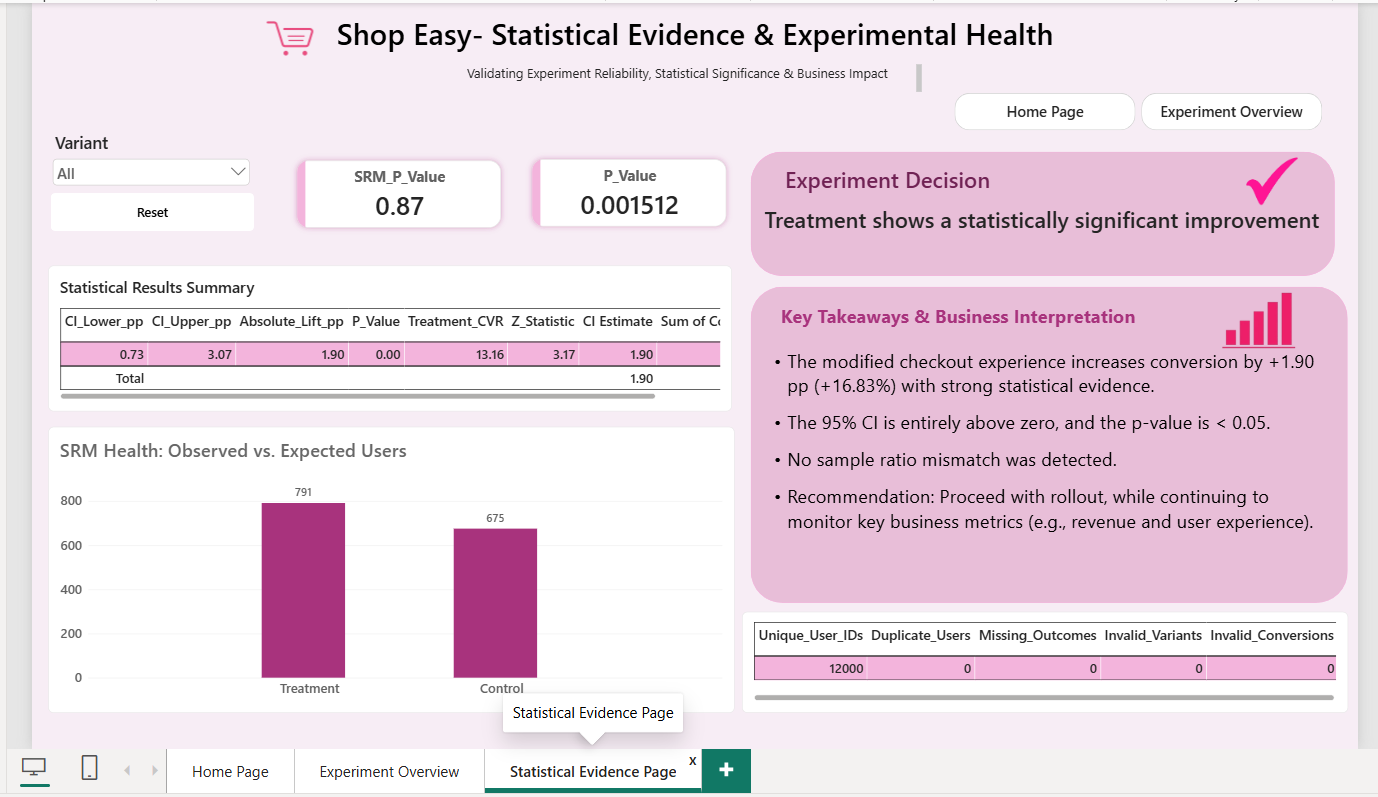 Shop Easy- Statistical Evidence & Experimental Health
Validating Experiment Reliability, Statistical Significance & Business Impact
Home Page
Experiment Overview
Variant
All
Reset
SRM_P_Value
0.87
P_Value
0.001512
Experiment Decision
Treatment shows a statistically significant improvement
Statistical Results Summary
CI_Lower_pp CI_Upper_pp Absolute_Lift_pp P_Value Treatment_CVR Z_Statistic CI Estimate Sum of
0.73 3.07 1.90 0.00 13.16 3.17 1.90
Total 1.90
Key Takeaways & Business Interpretation
• The modified checkout experience increases conversion by +1.90
pp (+16.83%) with strong statistical evidence.
• The 95% CI is entirely above zero, and the p-value is < 0.05.
• No sample ratio mismatch was detected.
• Recommendation: Proceed with rollout, while continuing to
monitor key business metrics (e.g., revenue and user experience).
SRM Health: Observed vs. Expected Users
800
600
400
200
0
791
675
Treatment
Control
Unique_User_IDs Duplicate_Users Missing_Outcomes Invalid_Variants Invalid_Conversions
12000 0 0 0 0
Statistical Evidence Page
Home Page
Experiment Overview
Statistical Evidence Page
x
+